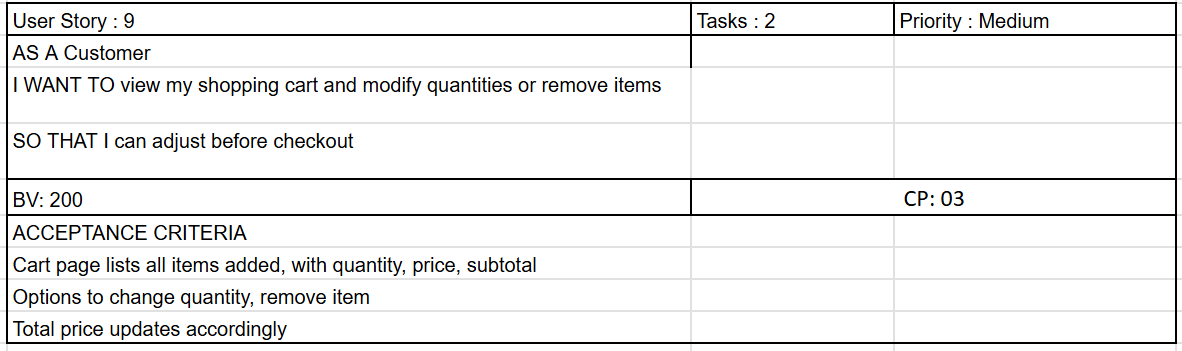 User Story : 9 Tasks : 2 Priority : Medium
AS A Customer
I WANT TO view my shopping cart and modify quantities or remove items
SO THAT I can adjust before checkout
BV: 200 CP: 03
ACCEPTANCE CRITERIA
Cart page lists all items added, with quantity, price, subtotal
Options to change quantity, remove item
Total price updates accordingly